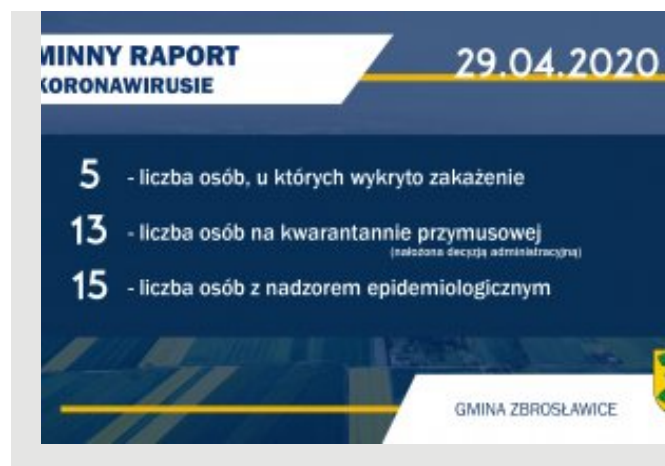 MINNY RAPORT
KORONAWIRUSIE
29.04.2020
5 - liczba osób, u których wykryto zakażenie
13 - liczba osób na kwarantannie przymusowej
(nałożona decyzją administracyjną)
15 - liczba osób z nadzorem epidemiologicznym
GMINA ZBROSŁAWICE